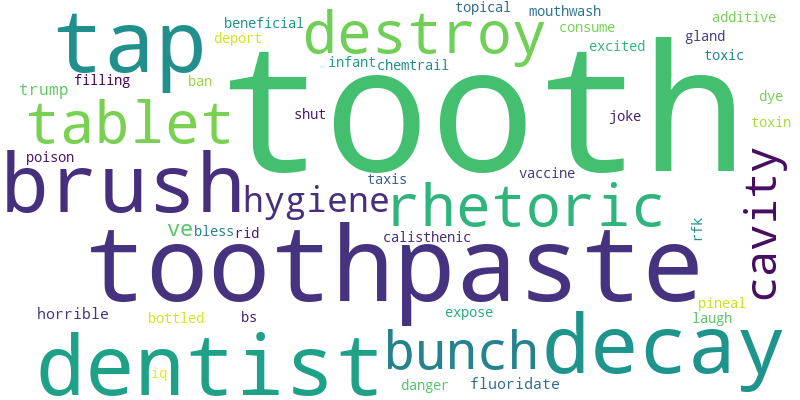 topical
mouthwash
beneficial
additive
tap
destroy
consume
deport
gland
excited
toxic
infant
chemtrail
tooth
filling
ban
trump
dye
tablet
shut
joke
toxin
poison
brush
taxis
vaccine
cavity
hygiene
rhetoric
ve
bless
rid
calisthenic
rfk
toothpaste
pineal
horrible
bottled
bs
expose
laugh
dentist
bunch
decay
iq
danger
fluoridate